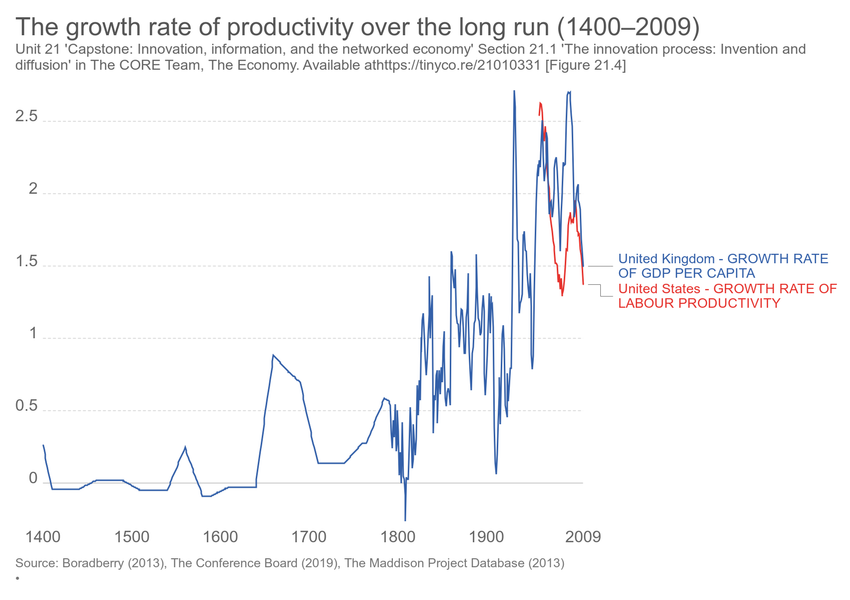 The growth rate of productivity over the long run (1400–2009)
Unit 21 'Capstone: Innovation, information, and the networked economy' Section 21.1 'The innovation process: Invention and
diffusion' in The CORE Team, The Economy. Available athttps://tinyco.re/21010331 [Figure 21.4]
2.5
2
1.5
1
0.5
0
United Kingdom - GROWTH RATE
OF GDP PER CAPITA
United States - GROWTH RATE OF
LABOUR PRODUCTIVITY
1400 1500 1600 1700 1800 1900 2009
Source: Boradberry (2013), The Conference Board (2019), The Maddison Project Database (2013)
•